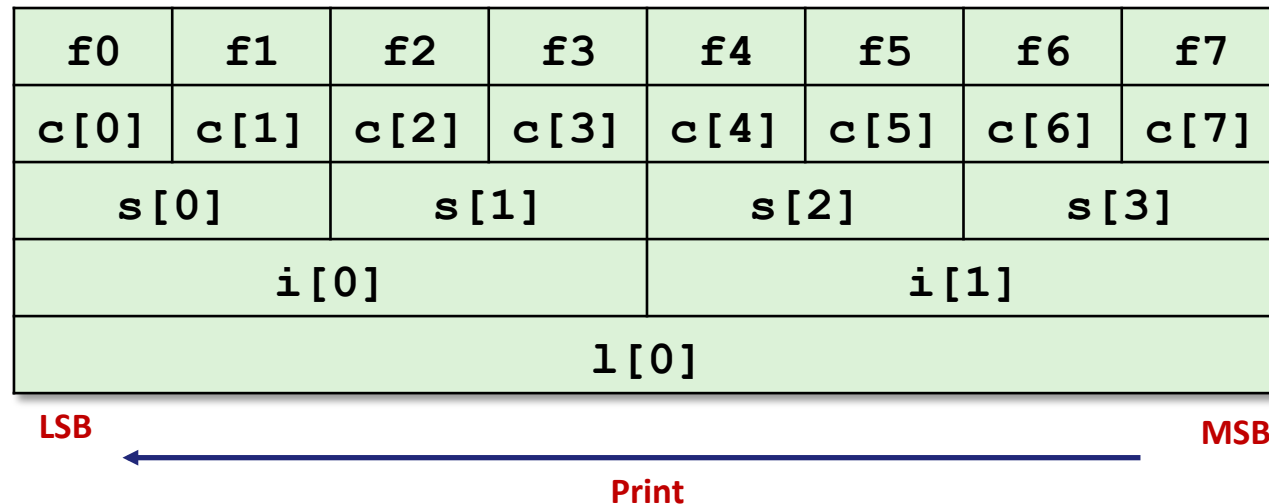 f0 f1 f2 f3 f4 f5 f6 f7
c[0] c[1] c[2] c[3] c[4] c[5] c[6] c[7]
s[0] s[1] s[2] s[3]
i[0] i[1]
l[0]
LSB MSB
Print